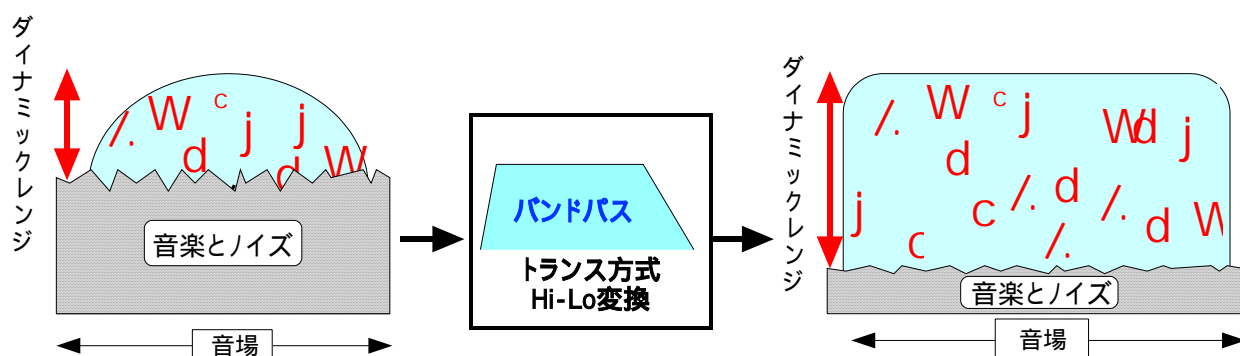 ダイナミックレンジ
/. W c j j
d d W
音楽とノイズ
音場
バンドパス
トランス方式
Hi-Lo変換
ダイナミックレンジ
/. W c j W d j
d
j c /. d /. d W
c /.
音楽とノイズ
音場